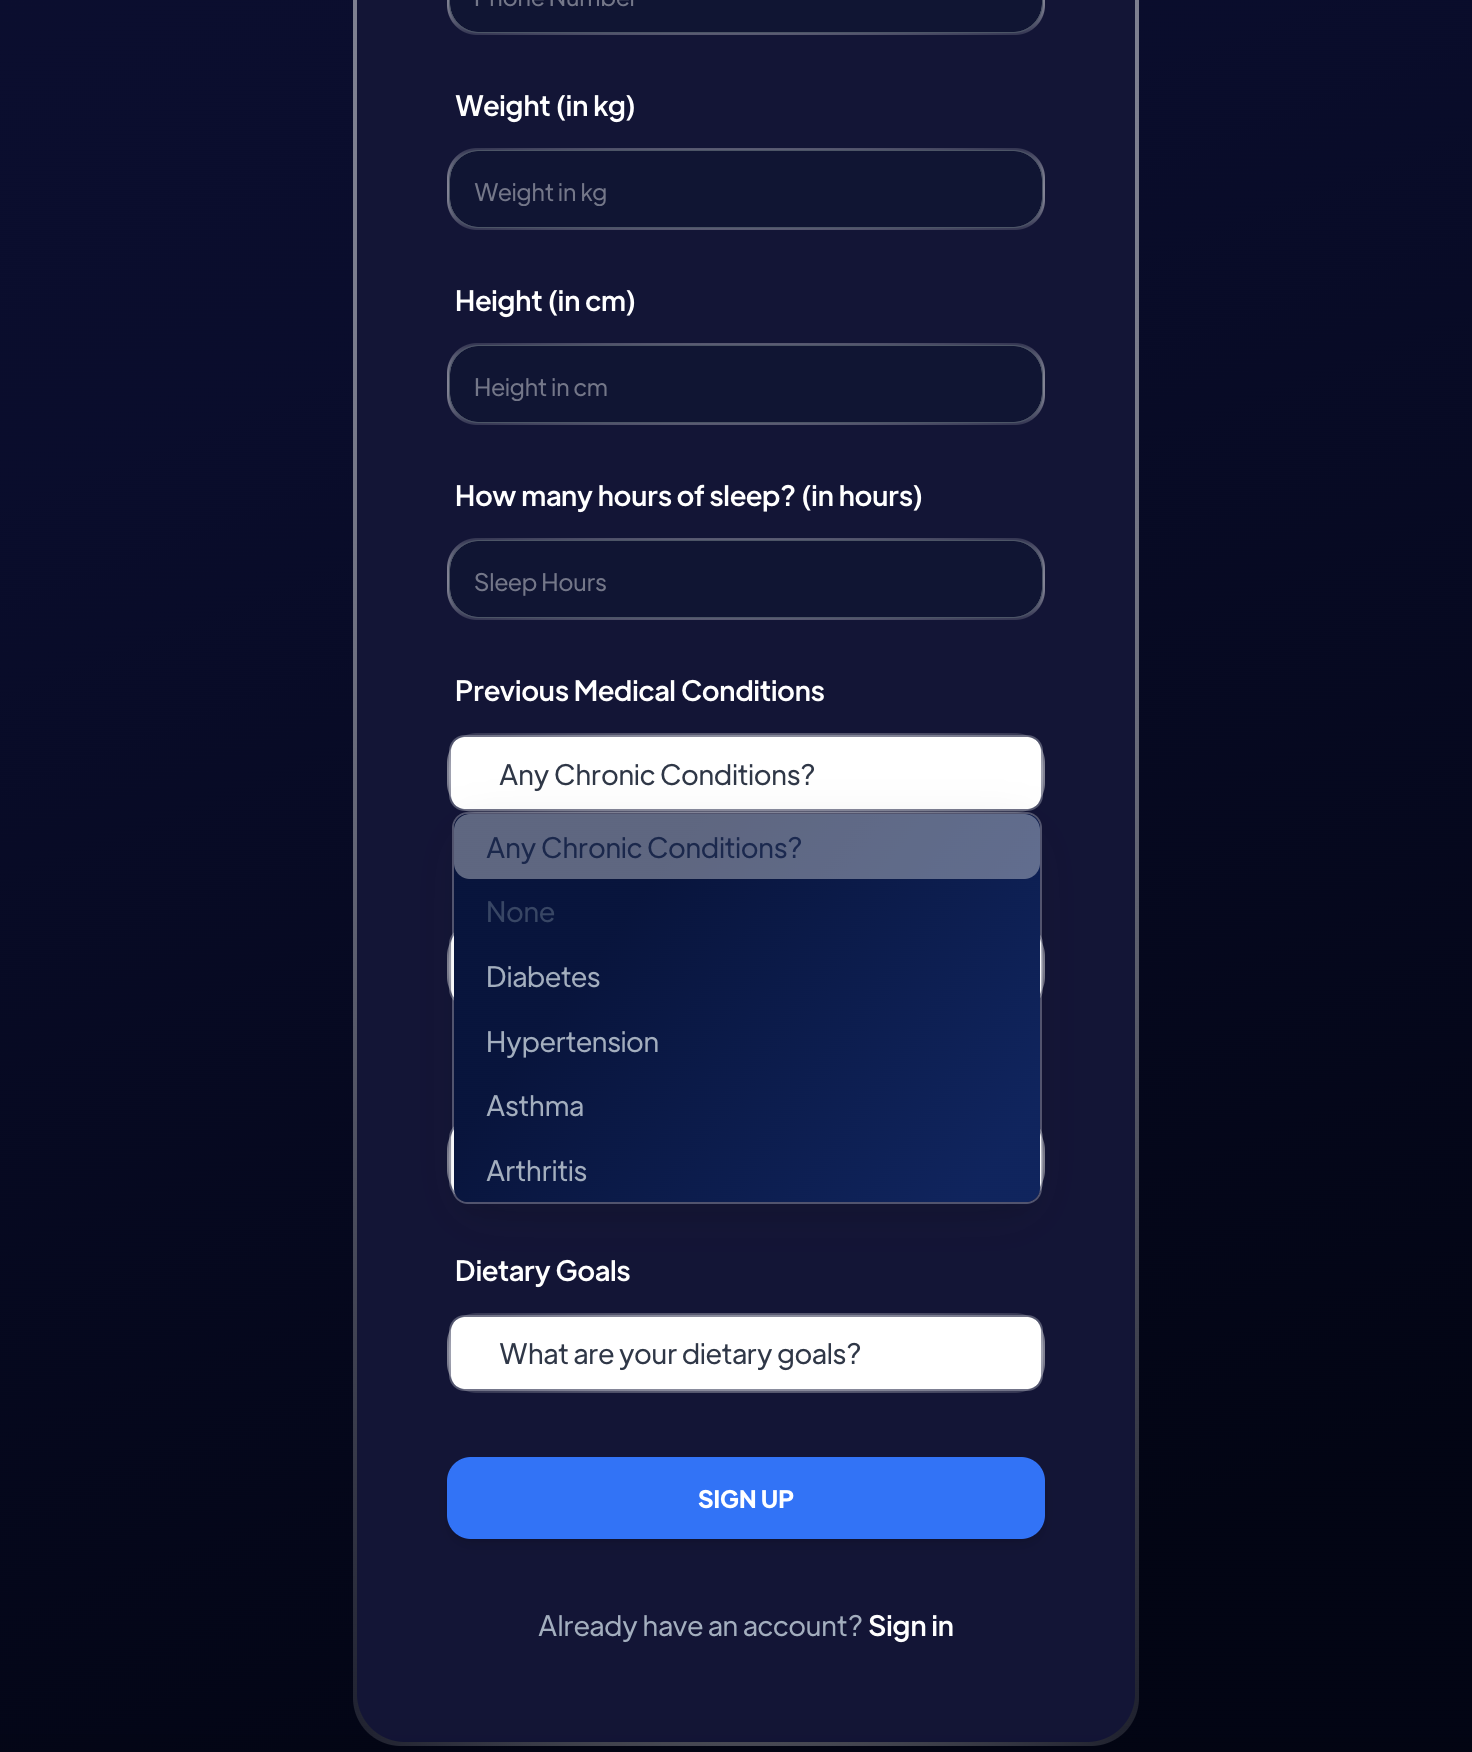 Phone Number
Weight (in kg)
Weight in kg
Height (in cm)
Height in cm
How many hours of sleep? (in hours)
Sleep Hours
Previous Medical Conditions
Any Chronic Conditions?
Any Chronic Conditions?
None
Diabetes
Hypertension
Asthma
Arthritis
Dietary Goals
What are your dietary goals?
SIGN UP
Already have an account? Sign in